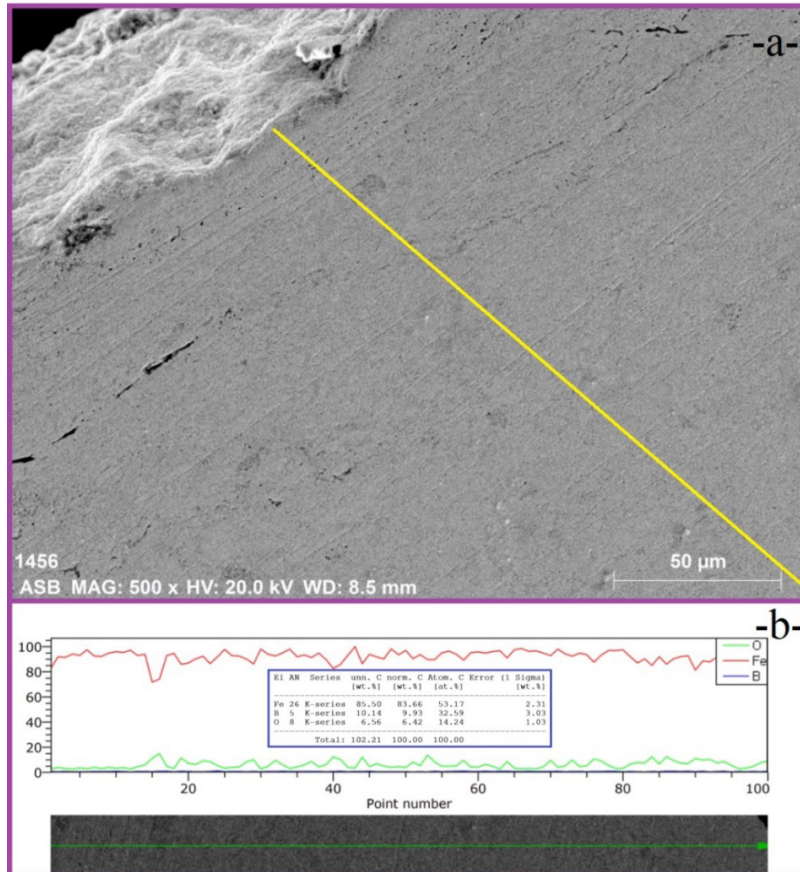 -a-
1456
ASB MAG: 500 x HV: 20.0 kV WD: 8.5 mm
50 µm
-b-
O
Fe
B
100
80
60
40
20
0
El AN Series unn. C norm. C Atom. C Error (1 Sigma)
[wt.%] [wt.%] [at.%] [wt.%]
Fe 26 K-series 85.50 83.66 53.17 2.31
B 5 K-series 10.14 9.93 32.59 3.03
O 8 K-series 6.56 6.42 14.24 1.03
Total: 102.21 100.00 100.00
20 40 60 80 100
Point number